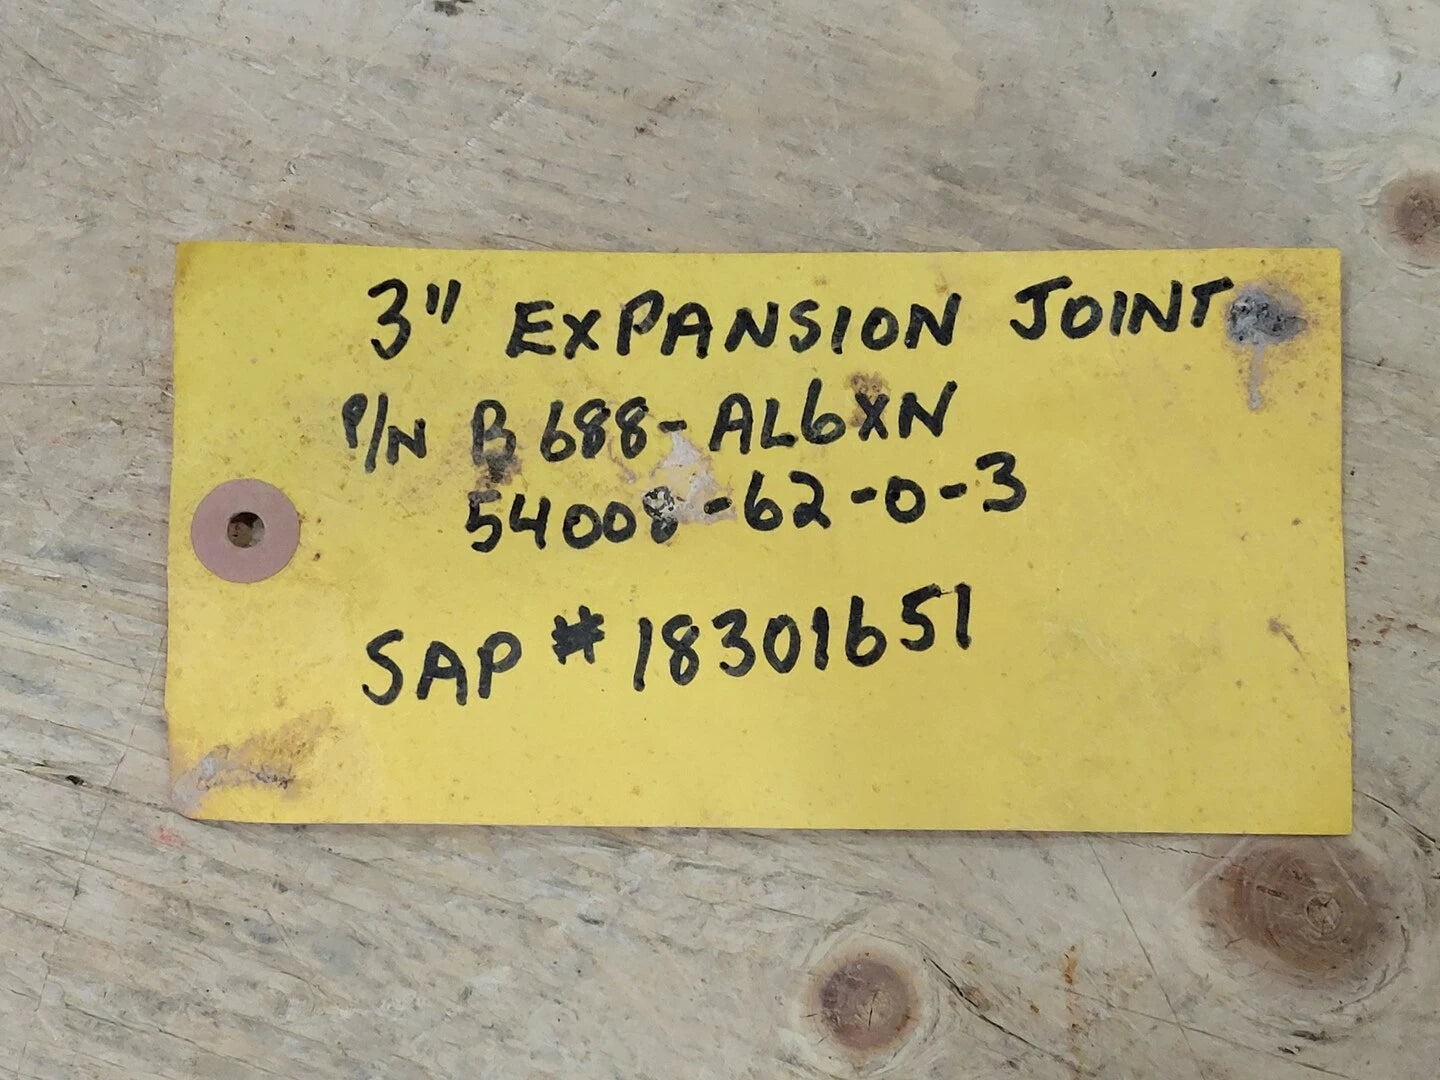 3" EXPANSION JOINT
P/N B688-AL6XN
54008-62-0-3
SAP #18301651